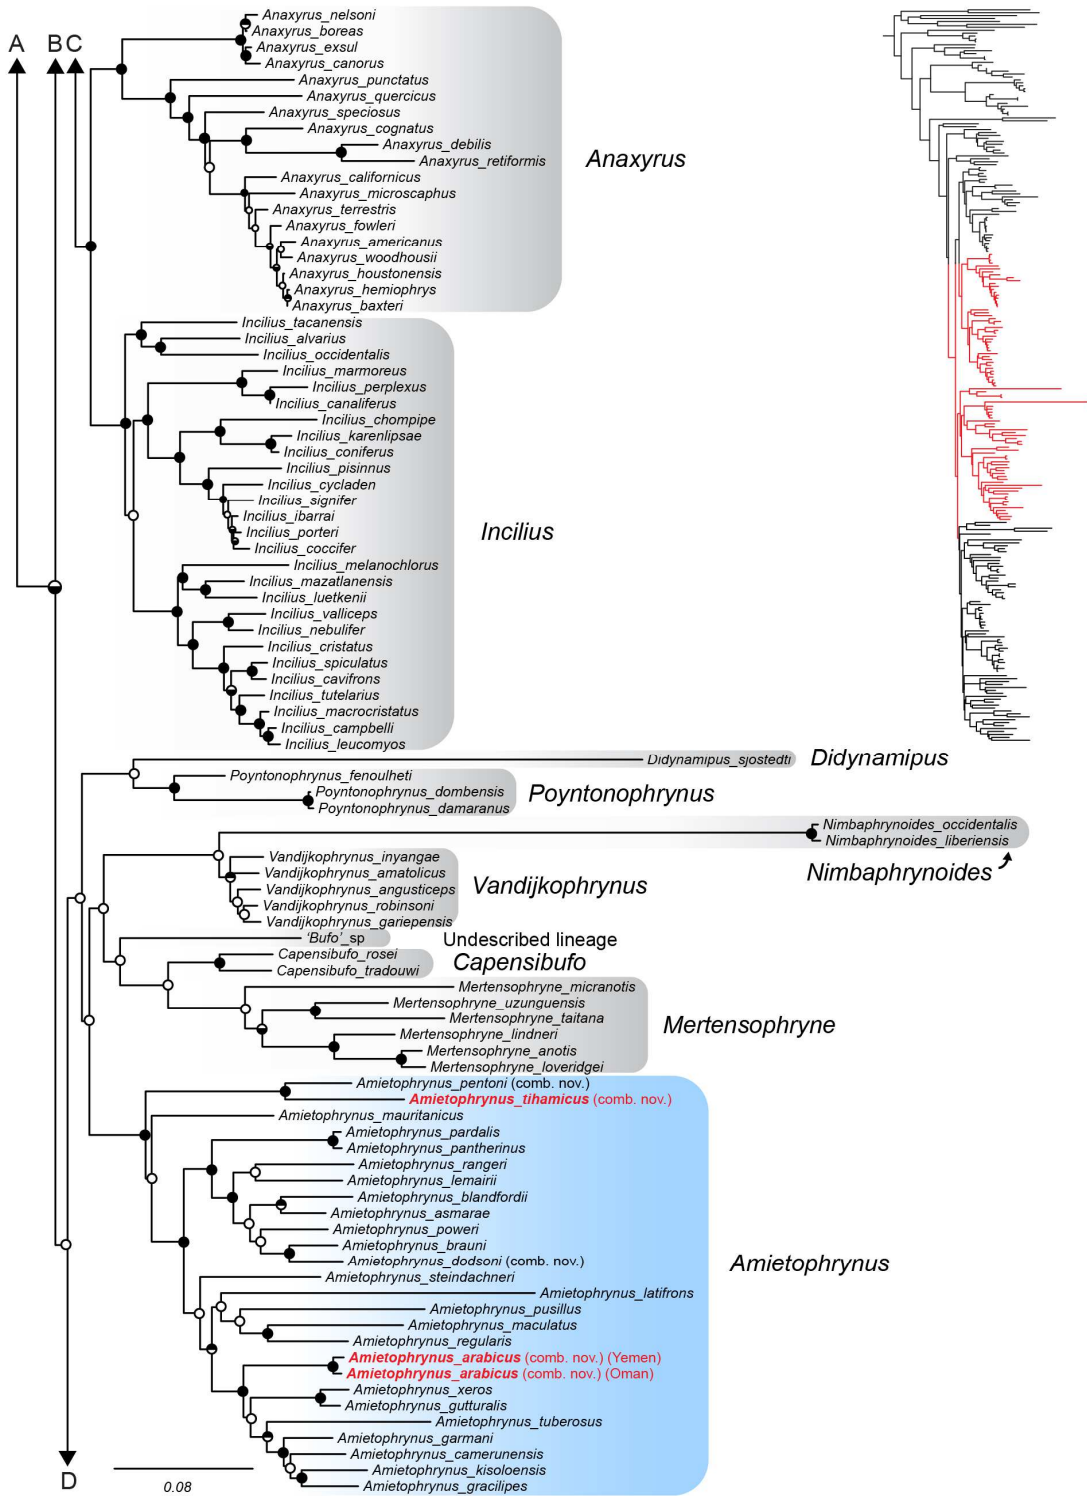 A B C
Anaxyrus_nelsoni
Anaxyrus_boreas
Anaxyrus_exsul
Anaxyrus_canorus
Anaxyrus_punctatus
Anaxyrus_quercicus
Anaxyrus_speciosus
Anaxyrus_cognatus
Anaxyrus_debilis
Anaxyrus_retiformis
Anaxyrus
Anaxyrus_californicus
Anaxyrus_microscaphus
Anaxyrus_terrestris
Anaxyrus_fowleri
Anaxyrus_americanus
Anaxyrus_woodhousii
Anaxyrus_houstonensis
Anaxyrus_hemiophrys
Anaxyrus_baxteri
Incilius_tacanensis
Incilius_alvarius
Incilius_occidentalis
Incilius_marmoreus
Incilius_perplexus
Incilius_canaliferus
Incilius_chompipe
Incilius_karenlipsae
Incilius_coniferus
Incilius_pisinnus
Incilius_cycladen
Incilius_signifer
Incilius_ibarrai
Incilius_porteri
Incilius
Incilius_coccifer
Incilius_melanochlorus
Incilius_mazatlanensis
Incilius_luetkenii
Incilius_valliceps
Incilius_nebulifer
Incilius_cristatus
Incilius_spiculatus
Incilius_cavifrons
Incilius_tutelarius
Incilius_macrocristatus
Incilius_campbelli
Incilius_leucomyos
Didynamipus_sjostedti
Didynamipus
Poyntonophrynus_fenoulheti
Poyntonophrynus_dombensis
Poyntonophrynus_damaranus
Poyntonophrynus
Nimbaphrynoides_occidentalis
Nimbaphrynoides_liberiensis
Nimbaphrynoides
Vandijkophrynus_inyangae
Vandijkophrynus_amatolicus
Vandijkophrynus_angusticeps
Vandijkophrynus_robinsoni
Vandijkophrynus_gariepensis
Vandijkophrynus
'Bufo'_sp
Undescribed lineage
Capensibufo_rosei
Capensibufo_tradouwi
Capensibufo
Mertensophryne_micranotis
Mertensophryne_uzunguensis
Mertensophryne_taitana
Mertensophryne_lindneri
Mertensophryne_anotis
Mertensophryne_loveridgei
Mertensophryne
Amietophrynus_pentoni (comb. nov.)
Amietophrynus_tihamicus (comb. nov.)
Amietophrynus_mauritanicus
Amietophrynus_pardalis
Amietophrynus_pantherinus
Amietophrynus_rangeri
Amietophrynus_lemairii
Amietophrynus_blandfordii
Amietophrynus_asmarae
Amietophrynus_poweri
Amietophrynus_brauni
Amietophrynus_dodsoni (comb. nov.)
Amietophrynus
Amietophrynus_steindachneri
Amietophrynus_latifrons
Amietophrynus_pusillus
Amietophrynus_maculatus
Amietophrynus_regularis
Amietophrynus_arabicus (comb. nov.) (Yemen)
Amietophrynus_arabicus (comb. nov.) (Oman)
Amietophrynus_xeros
Amietophrynus_gutturalis
Amietophrynus_tuberosus
Amietophrynus_garmani
Amietophrynus_camerunensis
Amietophrynus_kisoloensis
Amietophrynus_gracilipes
D
0.08